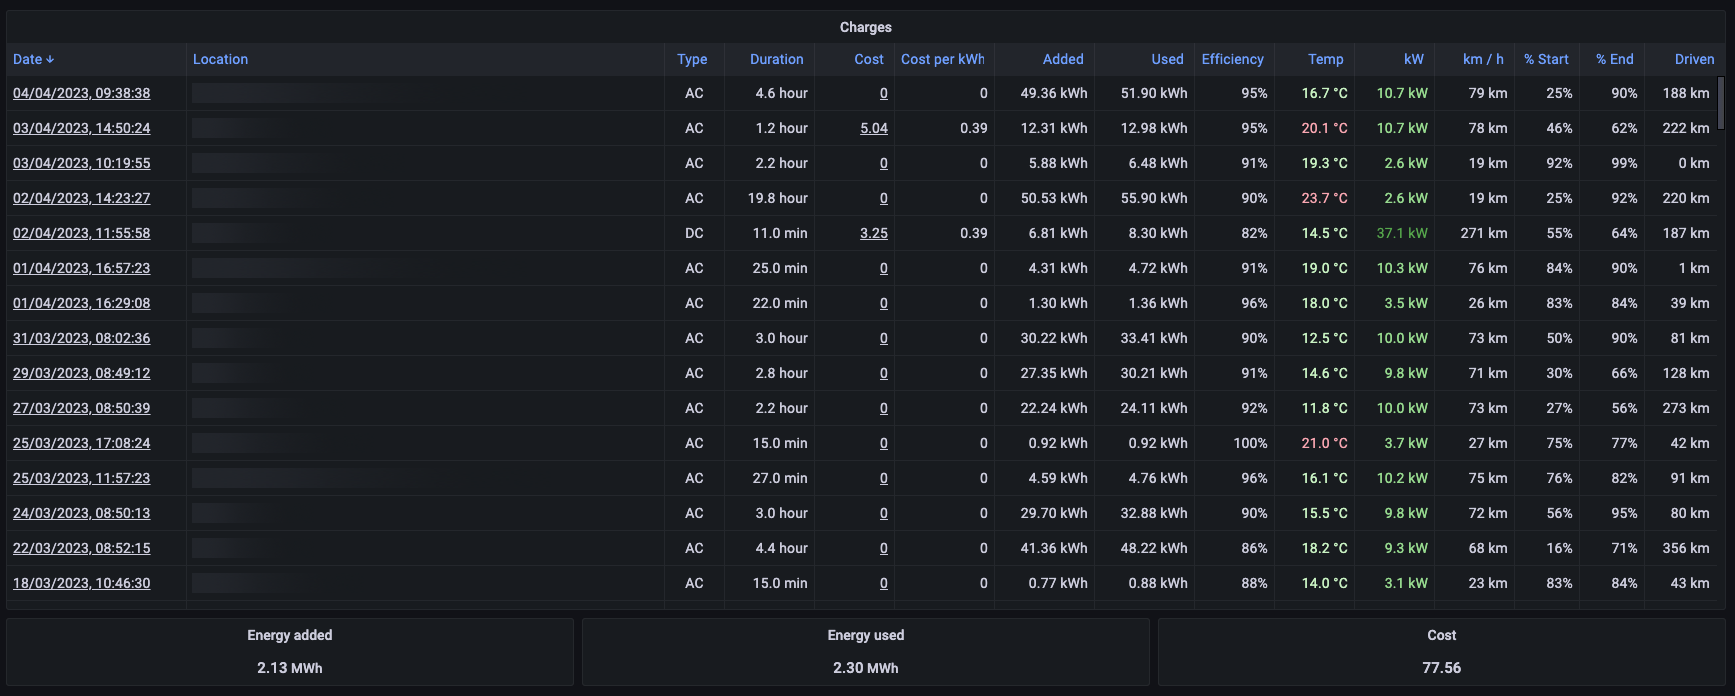 Charges
Date ↓ Location Type Duration Cost Cost per kWh Added Used Efficiency Temp kW km / h % Start % End Driven
04/04/2023, 09:38:38 AC 4.6 hour 0 0 49.36 kWh 51.90 kWh 95% 16.7 °C 10.7 kW 79 km 25% 90% 188 km
03/04/2023, 14:50:24 AC 1.2 hour 5.04 0.39 12.31 kWh 12.98 kWh 95% 20.1 °C 10.7 kW 78 km 46% 62% 222 km
03/04/2023, 10:19:55 AC 2.2 hour 0 0 5.88 kWh 6.48 kWh 91% 19.3 °C 2.6 kW 19 km 92% 99% 0 km
02/04/2023, 14:23:27 AC 19.8 hour 0 0 50.53 kWh 55.90 kWh 90% 23.7 °C 2.6 kW 19 km 25% 92% 220 km
02/04/2023, 11:55:58 DC 11.0 min 3.25 0.39 6.81 kWh 8.30 kWh 82% 14.5 °C 37.1 kW 271 km 55% 64% 187 km
01/04/2023, 16:57:23 AC 25.0 min 0 0 4.31 kWh 4.72 kWh 91% 19.0 °C 10.3 kW 76 km 84% 90% 1 km
01/04/2023, 16:29:08 AC 22.0 min 0 0 1.30 kWh 1.36 kWh 96% 18.0 °C 3.5 kW 26 km 83% 84% 39 km
31/03/2023, 08:02:36 AC 3.0 hour 0 0 30.22 kWh 33.41 kWh 90% 12.5 °C 10.0 kW 73 km 50% 90% 81 km
29/03/2023, 08:49:12 AC 2.8 hour 0 0 27.35 kWh 30.21 kWh 91% 14.6 °C 9.8 kW 71 km 30% 66% 128 km
27/03/2023, 08:50:39 AC 2.2 hour 0 0 22.24 kWh 24.11 kWh 92% 11.8 °C 10.0 kW 73 km 27% 56% 273 km
25/03/2023, 17:08:24 AC 15.0 min 0 0 0.92 kWh 0.92 kWh 100% 21.0 °C 3.7 kW 27 km 75% 77% 42 km
25/03/2023, 11:57:23 AC 27.0 min 0 0 4.59 kWh 4.76 kWh 96% 16.1 °C 10.2 kW 75 km 76% 82% 91 km
24/03/2023, 08:50:13 AC 3.0 hour 0 0 29.70 kWh 32.88 kWh 90% 15.5 °C 9.8 kW 72 km 56% 95% 80 km
22/03/2023, 08:52:15 AC 4.4 hour 0 0 41.36 kWh 48.22 kWh 86% 18.2 °C 9.3 kW 68 km 16% 71% 356 km
18/03/2023, 10:46:30 AC 15.0 min 0 0 0.77 kWh 0.88 kWh 88% 14.0 °C 3.1 kW 23 km 83% 84% 43 km
Energy added Energy used Cost
2.13 MWh 2.30 MWh 77.56